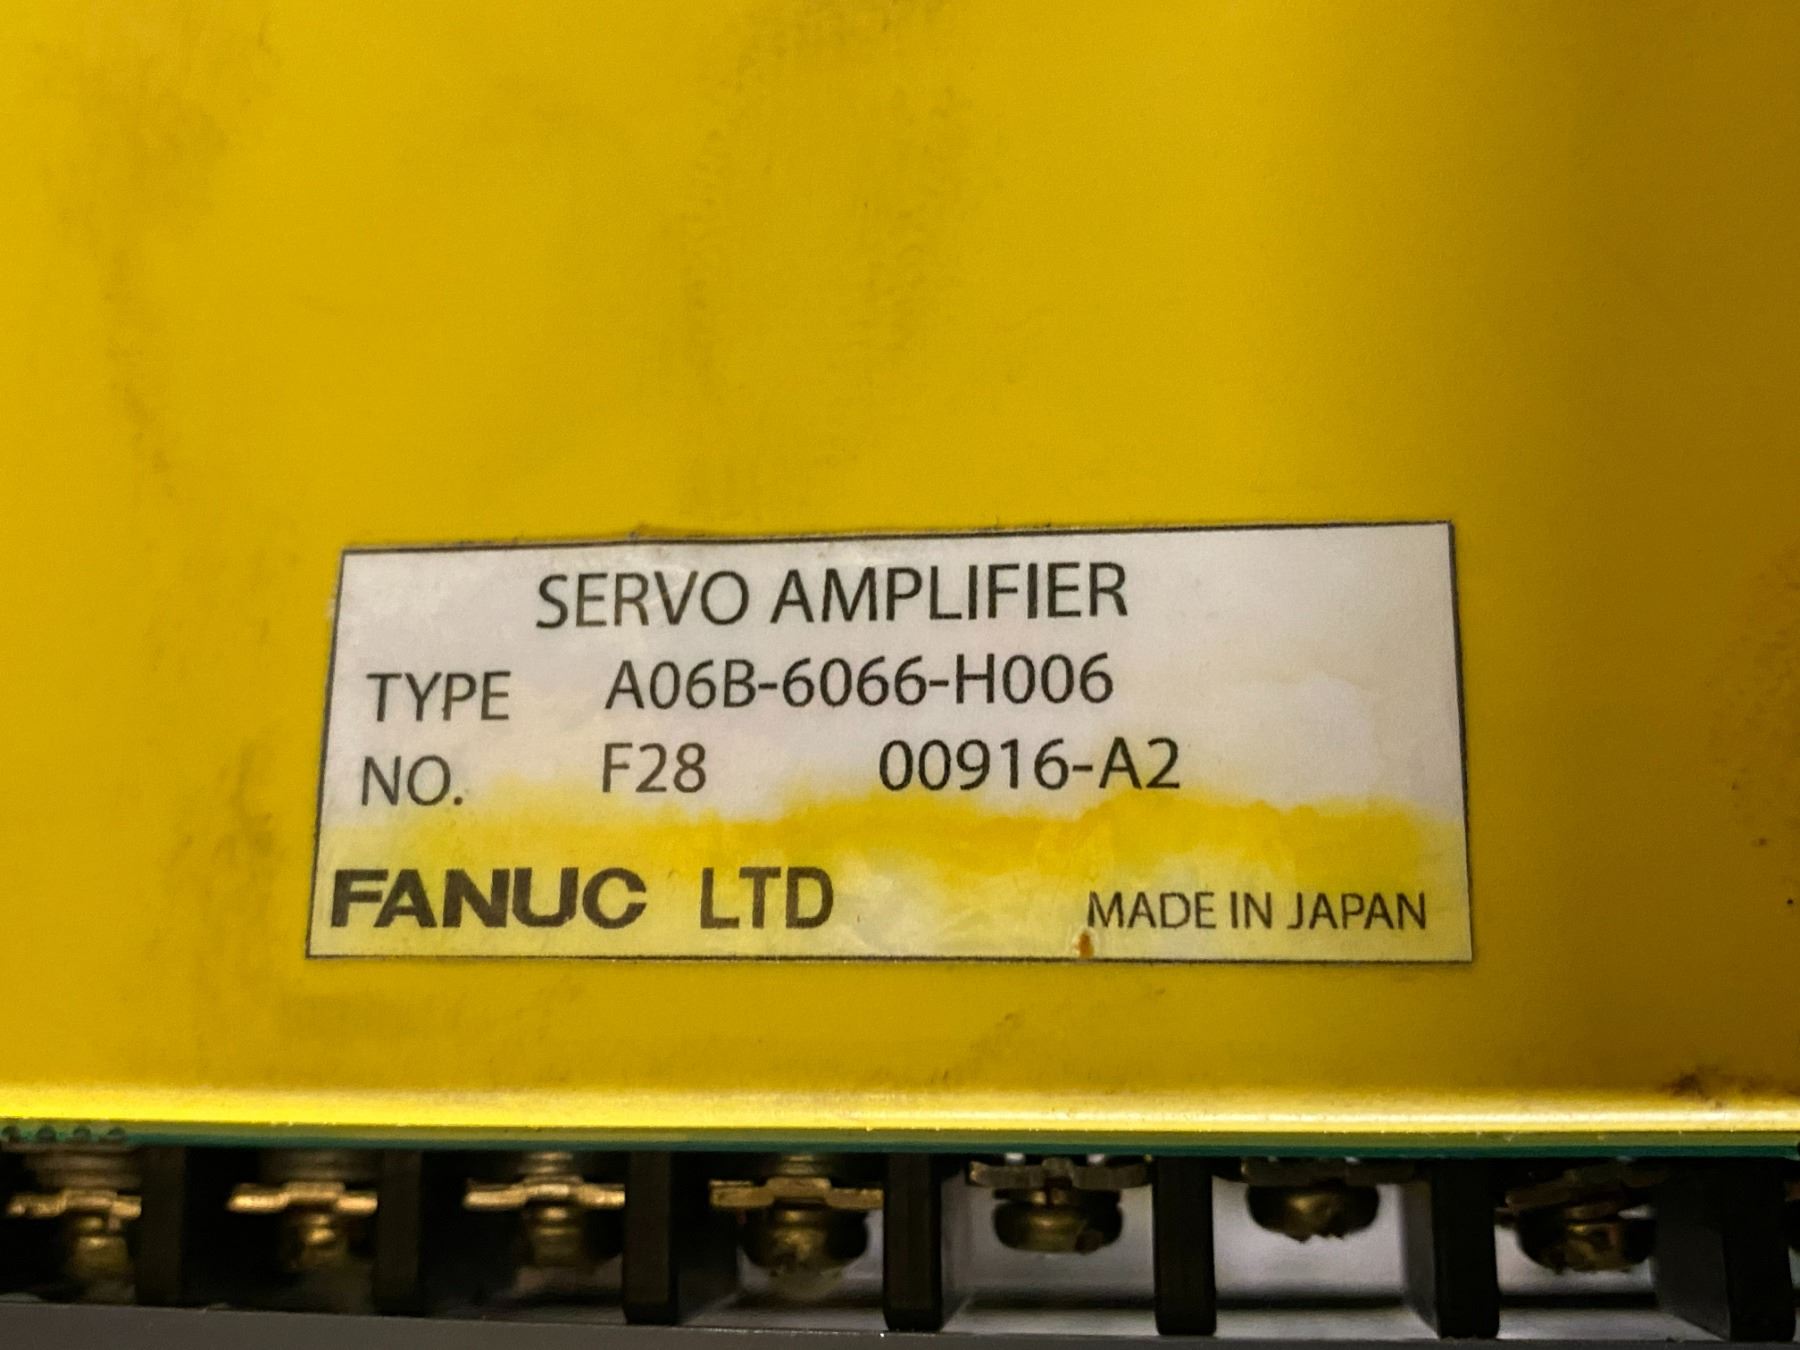 SERVO AMPLIFIER
TYPE A06B-6066-H006
NO. F28 00916-A2
FANUC LTD MADE IN JAPAN